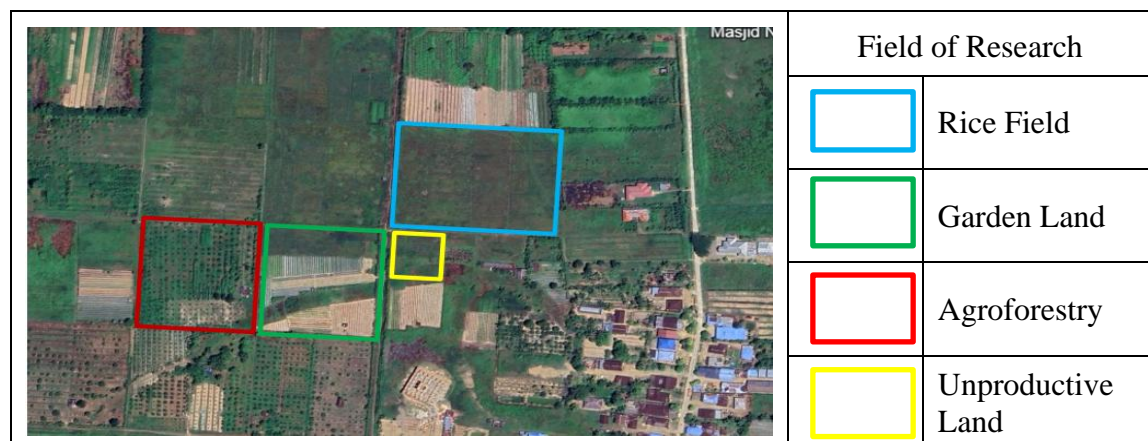 Masjid N
Field of Research
Rice Field
Garden Land
Agroforestry
Unproductive
Land